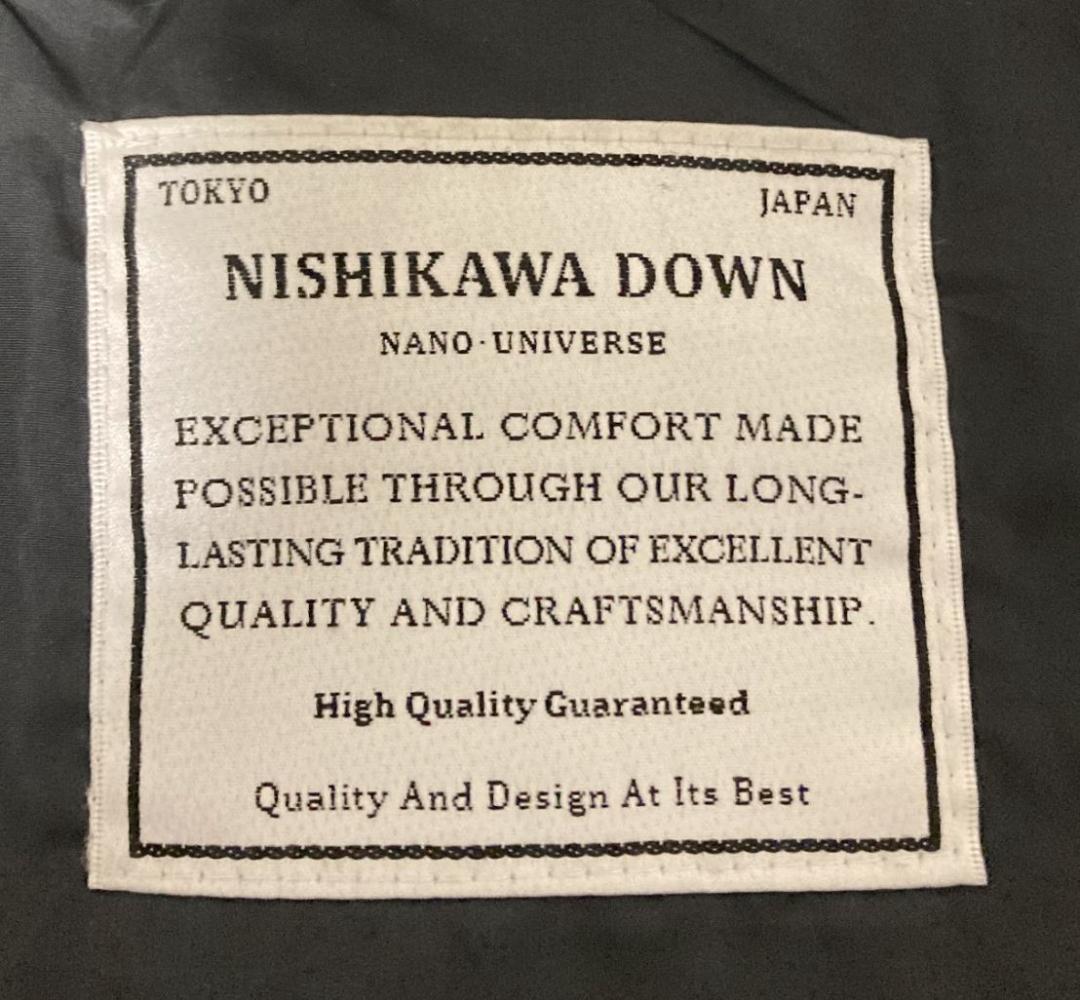 TOKYO JAPAN
NISHIKAWA DOWN
NANO·UNIVERSE
EXCEPTIONAL COMFORT MADE
POSSIBLE THROUGH OUR LONG-
LASTING TRADITION OF EXCELLENT
QUALITY AND CRAFTSMANSHIP.
High Quality Guaranteed
Quality And Design At Its Best